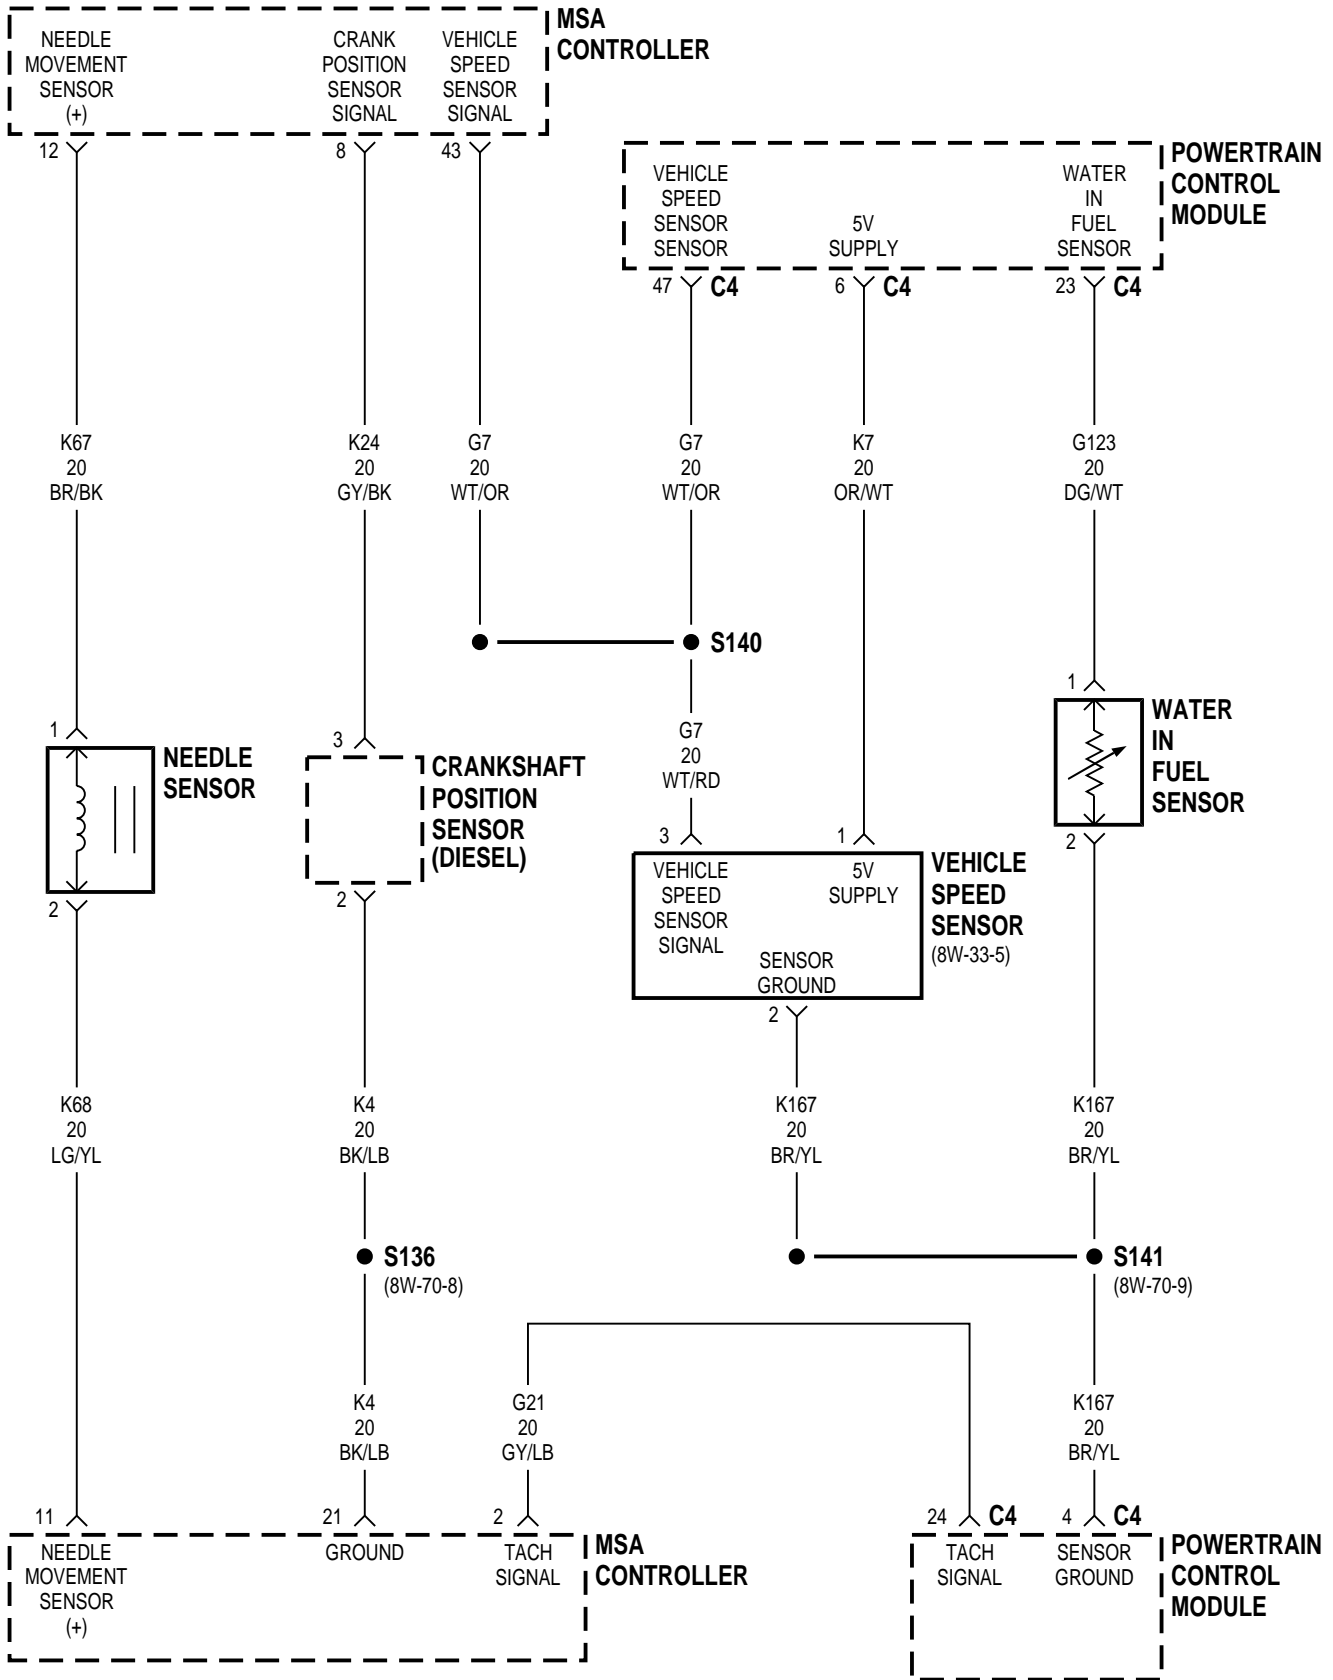 MSA
CONTROLLER
NEEDLE
MOVEMENT
SENSOR
(+)
CRANK
POSITION
SENSOR
SIGNAL
VEHICLE
SPEED
SENSOR
SIGNAL
12
8
43
POWERTRAIN
CONTROL
MODULE
VEHICLE
SPEED
SENSOR
SENSOR
5V
SUPPLY
WATER
IN
FUEL
SENSOR
47 C4
6 C4
23 C4
K67
20
BR/BK
K24
20
GY/BK
G7
20
WT/OR
G7
20
WT/OR
K7
20
OR/WT
G123
20
DG/WT
S140
G7
20
WT/RD
1
NEEDLE
SENSOR
2
3
CRANKSHAFT
POSITION
SENSOR
(DIESEL)
2
3
1
VEHICLE
SPEED
SENSOR
SIGNAL
5V
SUPPLY
SENSOR
GROUND
VEHICLE
SPEED
SENSOR
(8W-33-5)
2
1
WATER
IN
FUEL
SENSOR
2
K68
20
LG/YL
K4
20
BK/LB
K167
20
BR/YL
K167
20
BR/YL
S136
(8W-70-8)
S141
(8W-70-9)
K4
20
BK/LB
G21
20
GY/LB
K167
20
BR/YL
11
21
2
24 C4
4 C4
NEEDLE
MOVEMENT
SENSOR
(+)
GROUND
TACH
SIGNAL
MSA
CONTROLLER
TACH
SIGNAL
SENSOR
GROUND
POWERTRAIN
CONTROL
MODULE